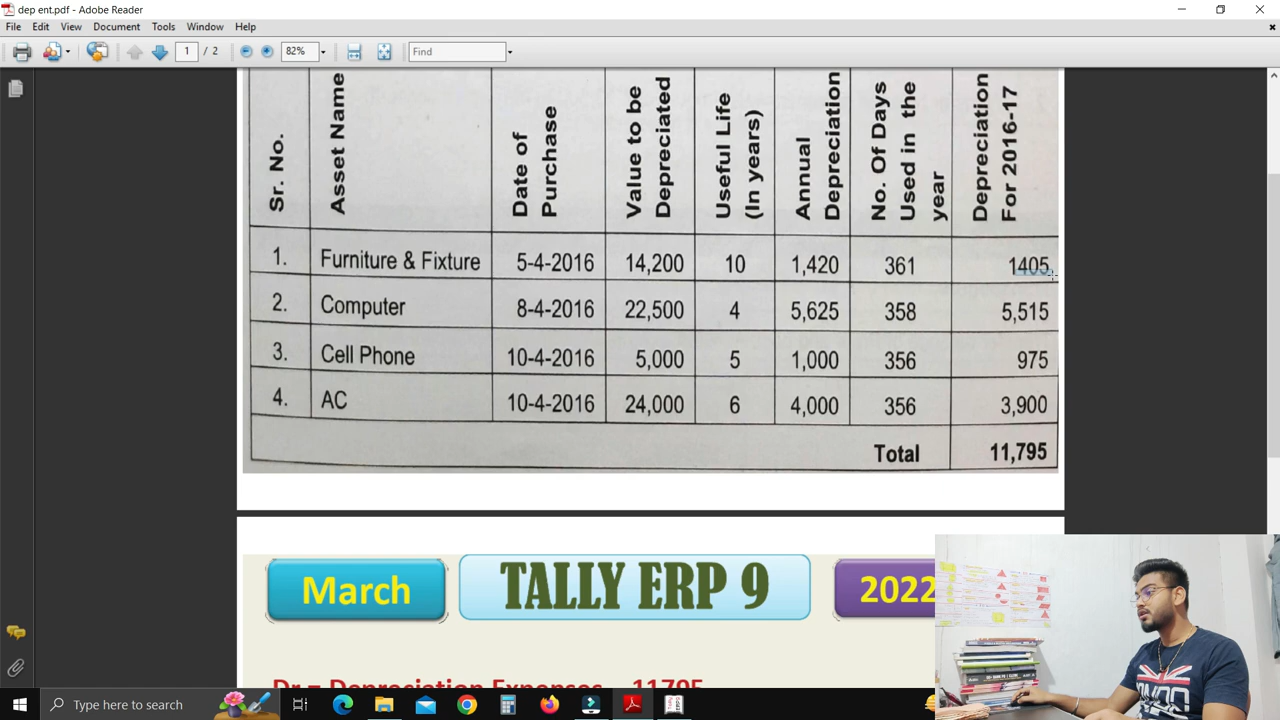 dep ent.pdf - Adobe Reader
File Edit View Document Tools Window Help
1 / 2 82% Find
Sr. No. Asset Name Date of Purchase Value to be Depreciated Useful Life (In years) Annual Depreciation No. Of Days Used in the year Depreciation For 2016-17
1. Furniture & Fixture 5-4-2016 14,200 10 1,420 361 1405
2. Computer 8-4-2016 22,500 4 5,625 358 5,515
3. Cell Phone 10-4-2016 5,000 5 1,000 356 975
4. AC 10-4-2016 24,000 6 4,000 356 3,900
Total 11,795
March TALLY ERP 9 2022
Dr – Depreciation Expenses – 11795
Type here to search